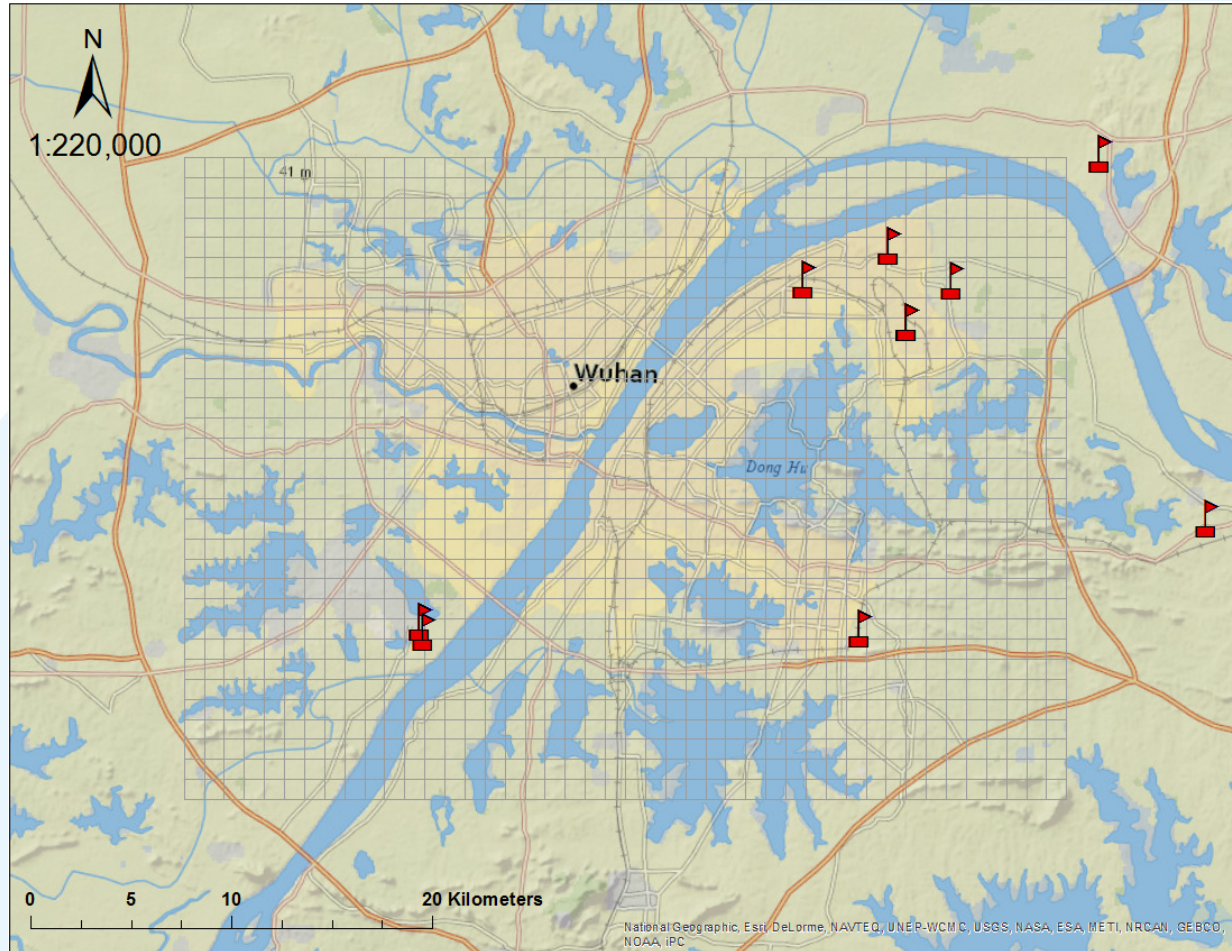 N
1:220,000
41 m
Wuhan
Dong Hu
0 5 10 20 Kilometers
National Geographic, Esri, DeLorme, NAVTEQ, UNEP-WCMC, USGS, NASA, ESA, METI, NRCAN, GEBCO,
NOAA, iPC